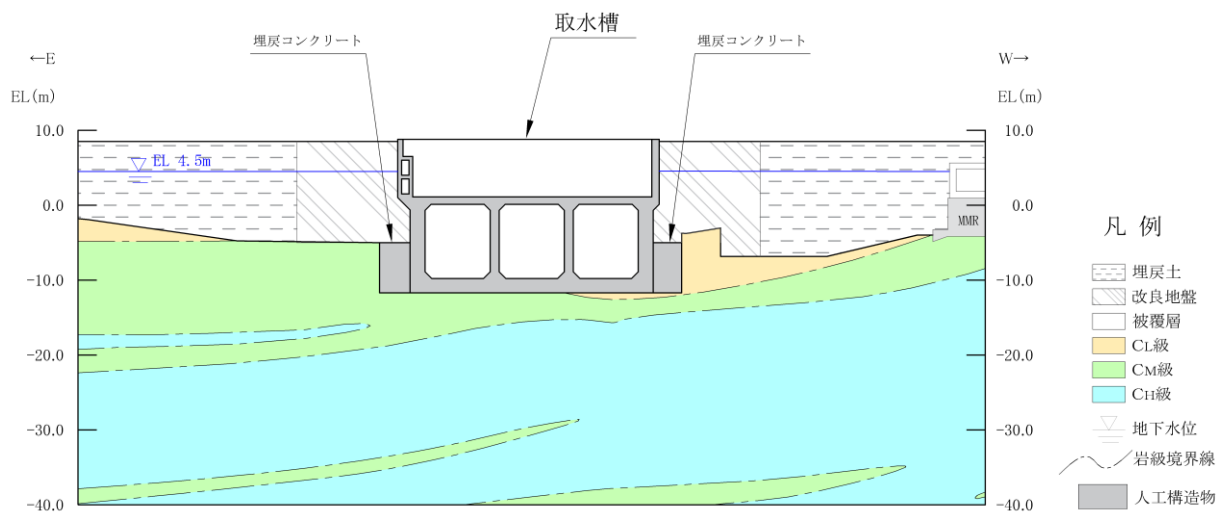 取水槽
埋戻コンクリート
埋戻コンクリート
←E
W→
EL(m)
EL(m)
10.0
10.0
EL 4.5m
0.0
0.0
MMR
-10.0
-10.0
-20.0
-20.0
-30.0
-30.0
-40.0
-40.0
凡 例
埋戻土
改良地盤
被覆層
CL級
CM級
CH級
地下水位
岩級境界線
人工構造物